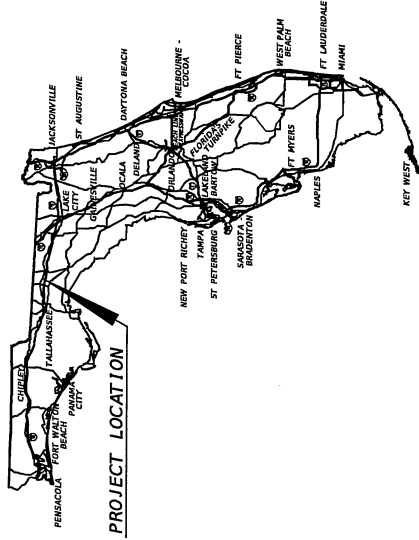 PENSACOLA
FORT WALTON
BEACH
CHIPLEY
PANAMA
CITY
TALLAHASSEE
PROJECT LOCATION
LAKE
CITY
JACKSONVILLE
ST AUGUSTINE
GAINESVILLE
OCALA
DELAND
DAYTONA BEACH
ORLANDO
MELBOURNE -
COCOA
FLORIDA'S
TURNPIKE
NEW PORT RICHEY
TAMPA
ST PETERSBURG
LAKELAND
BARTOW
SARASOTA -
BRADENTON
FT PIERCE
WEST PALM
BEACH
FT LAUDERDALE
MIAMI
FT MYERS
NAPLES
KEY WEST